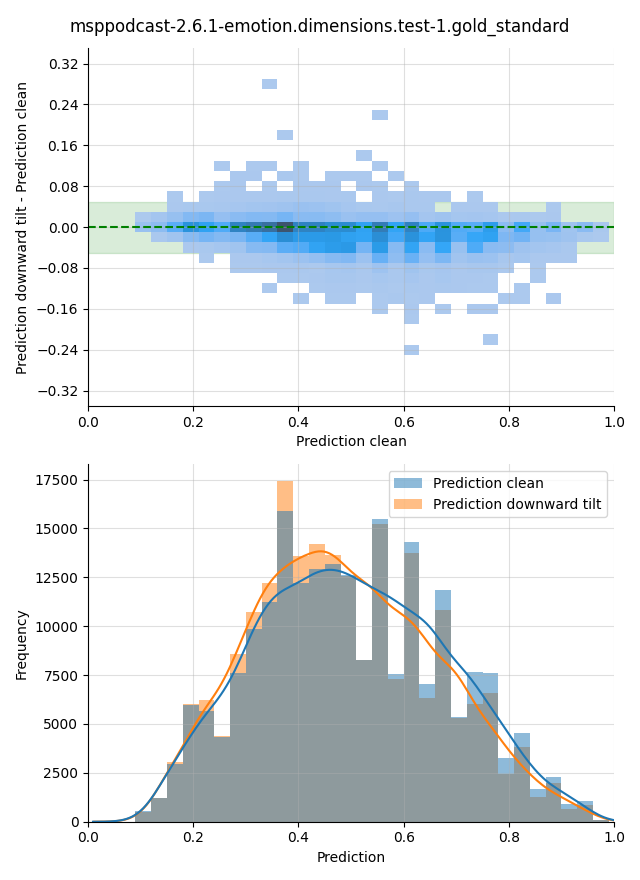 msppodcast-2.6.1-emotion.dimensions.test-1.gold_standard
Prediction downward tilt - Prediction clean
0.32
0.24
0.16
0.08
0.00
−0.08
−0.16
−0.24
−0.32
0.0 0.2 0.4 0.6 0.8 1.0
Prediction clean
Frequency
17500
15000
12500
10000
7500
5000
2500
0
Prediction clean
Prediction downward tilt
0.0 0.2 0.4 0.6 0.8 1.0
Prediction